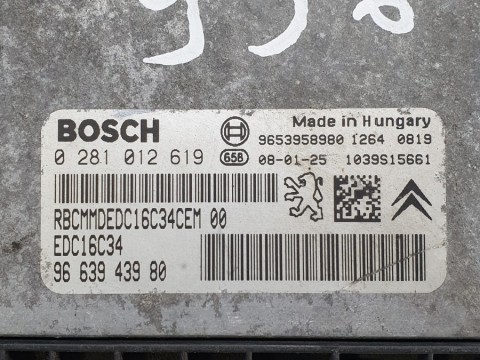 Made in Hungary
BOSCH
9653958980 1264 0819
0 281 012 619
658
08-01-25
1039S15661
RBCMMDEDC16C34CEM 00
EDC16C34
96 639 439 80